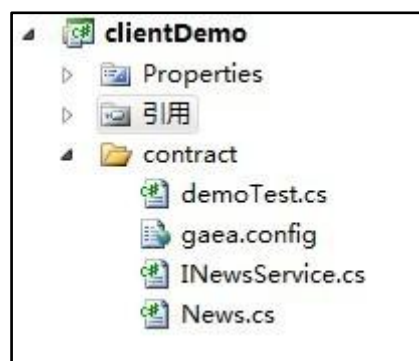 clientDemo
Properties
引用
contract
demoTest.cs
gaea.config
INewsService.cs
News.cs